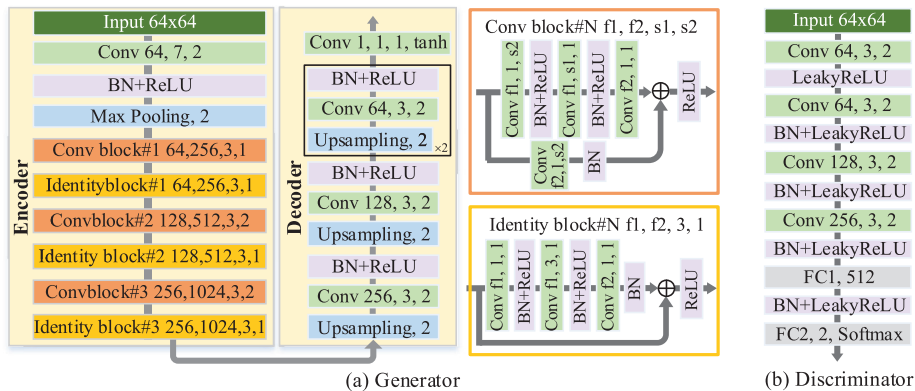 Encoder
Input 64x64
Conv 64, 7, 2
BN+ReLU
Max Pooling, 2
Conv block#1 64,256,3,1
Identityblock#1 64,256,3,1
Convblock#2 128,512,3,2
Identity block#2 128,512,3,1
Convblock#3 256,1024,3,2
Identity block#3 256,1024,3,1
Decoder
Conv 1, 1, 1, tanh
BN+ReLU
Conv 64, 3, 2
Upsampling, 2
×2
BN+ReLU
Conv 128, 3, 2
Upsampling, 2
BN+ReLU
Conv 256, 3, 2
Upsampling, 2
Conv block#N f1, f2, s1, s2
Conv f1, 1, s2
BN+ReLU
Conv f1, s1, 1
BN+ReLU
Conv f2, 1, 1
ReLU
Conv
f2,1,s2
BN
Identity block#N f1, f2, 3, 1
Conv f1, 1, 1
BN+ReLU
Conv f1, 3, 1
BN+ReLU
Conv f2, 1, 1
BN
ReLU
(a) Generator
Input 64x64
Conv 64, 3, 2
LeakyReLU
Conv 64, 3, 2
BN+LeakyReLU
Conv 128, 3, 2
BN+LeakyReLU
Conv 256, 3, 2
BN+LeakyReLU
FC1, 512
BN+LeakyReLU
FC2, 2, Softmax
(b) Discriminator